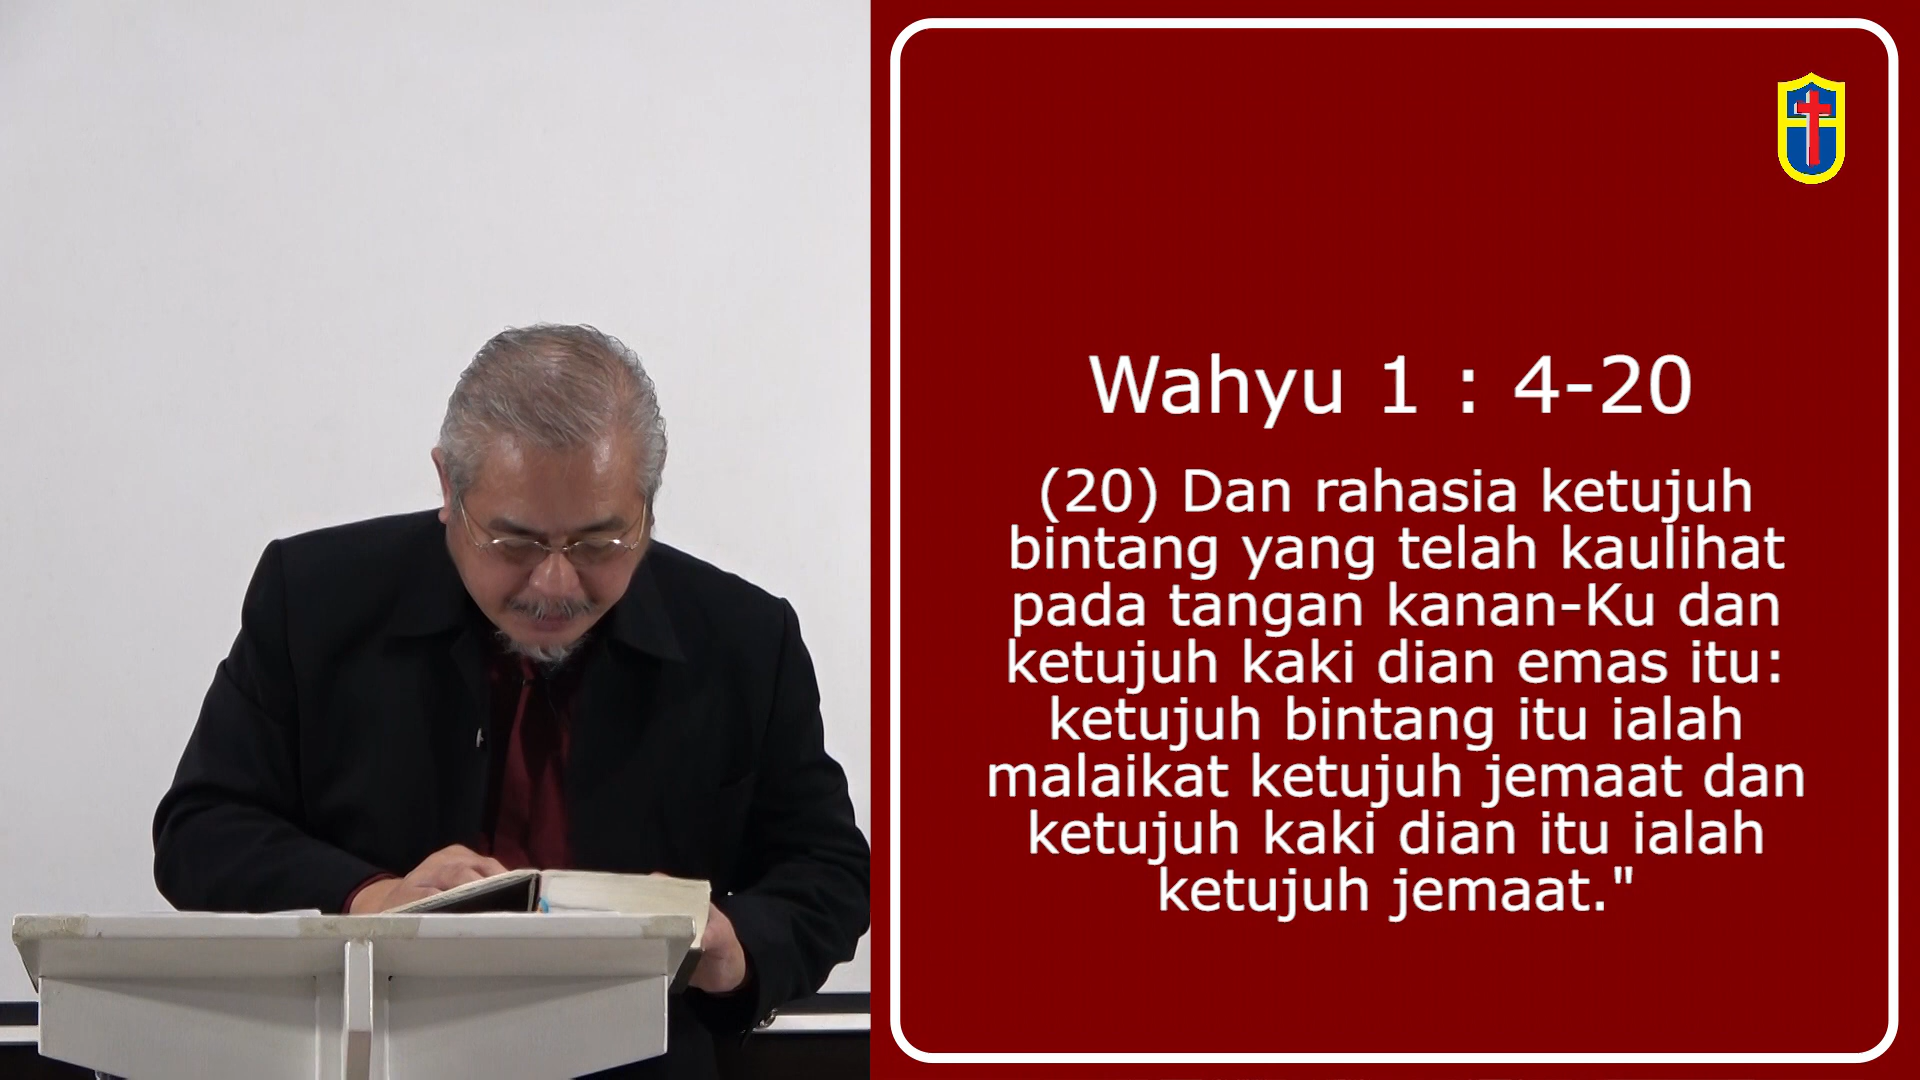 Wahyu 1 : 4-20
(20) Dan rahasia ketujuh
bintang yang telah kaulihat
pada tangan kanan-Ku dan
ketujuh kaki dian emas itu:
ketujuh bintang itu ialah
malaikat ketujuh jemaat dan
ketujuh kaki dian itu ialah
ketujuh jemaat."